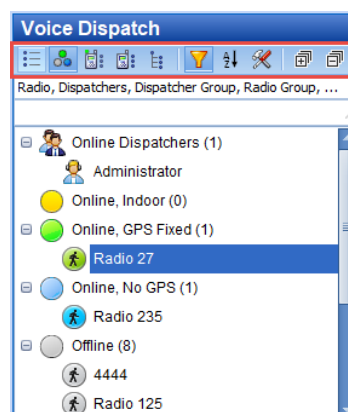 Voice Dispatch
Radio, Dispatchers, Dispatcher Group, Radio Group, ...
Online Dispatchers (1)
Administrator
Online, Indoor (0)
Online, GPS Fixed (1)
Radio 27
Online, No GPS (1)
Radio 235
Offline (8)
4444
Radio 125